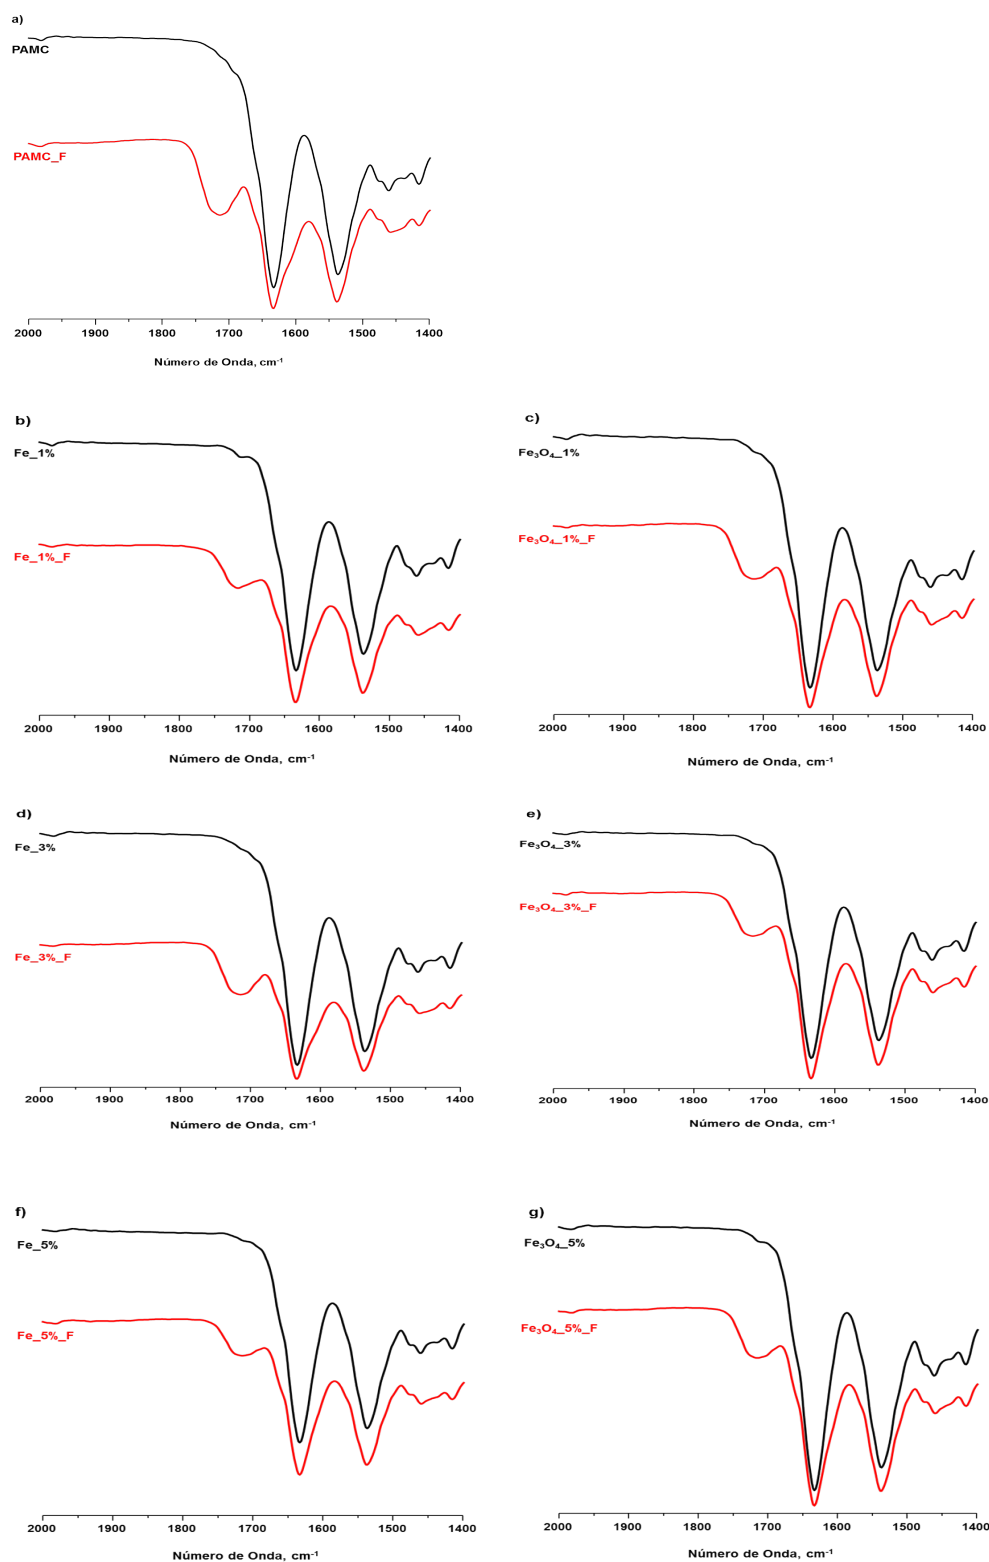 a)
PAMC
PAMC_F
2000 1900 1800 1700 1600 1500 1400
Número de Onda, cm⁻¹
b)
Fe_1%
Fe_1%_F
2000 1900 1800 1700 1600 1500 1400
Número de Onda, cm⁻¹
c)
Fe₃O₄_1%
Fe₃O₄_1%_F
2000 1900 1800 1700 1600 1500 1400
Número de Onda, cm⁻¹
d)
Fe_3%
Fe_3%_F
2000 1900 1800 1700 1600 1500 1400
Número de Onda, cm⁻¹
e)
Fe₃O₄_3%
Fe₃O₄_3%_F
2000 1900 1800 1700 1600 1500 1400
Número de Onda, cm⁻¹
f)
Fe_5%
Fe_5%_F
2000 1900 1800 1700 1600 1500 1400
Número de Onda, cm⁻¹
g)
Fe₃O₄_5%
Fe₃O₄_5%_F
2000 1900 1800 1700 1600 1500 1400
Número de Onda, cm⁻¹